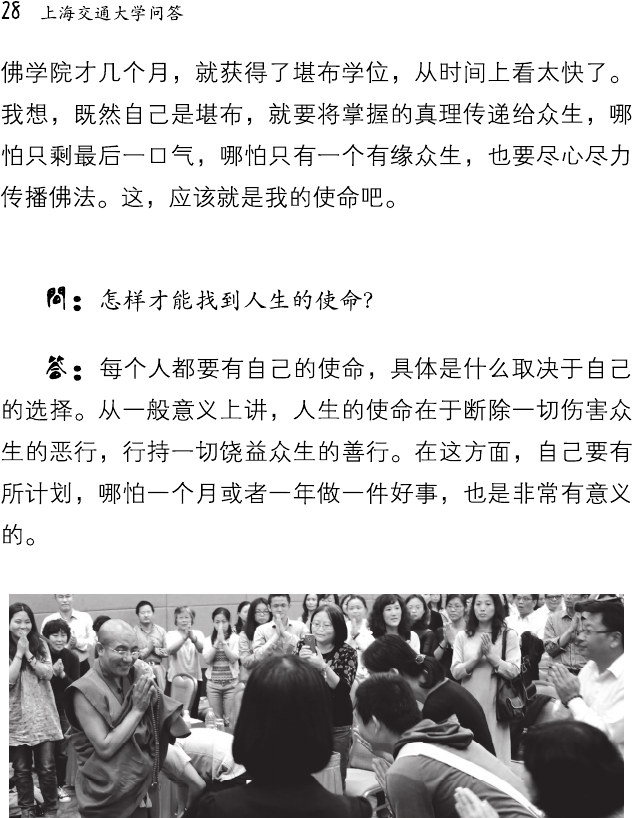 28 上海交通大学问答
佛学院才几个月，就获得了堪布学位，从时间上看太快了。
我想，既然自己是堪布，就要将掌握的真理传递给众生，哪
怕只剩最后一口气，哪怕只有一个有缘众生，也要尽心尽力
传播佛法。这，应该就是我的使命吧。
問：怎样才能找到人生的使命？
答：每个人都要有自己的使命，具体是什么取决于自己
的选择。从一般意义上讲，人生的使命在于断除一切伤害众
生的恶行，行持一切饶益众生的善行。在这方面，自己要有
所计划，哪怕一个月或者一年做一件好事，也是非常有意义
的。